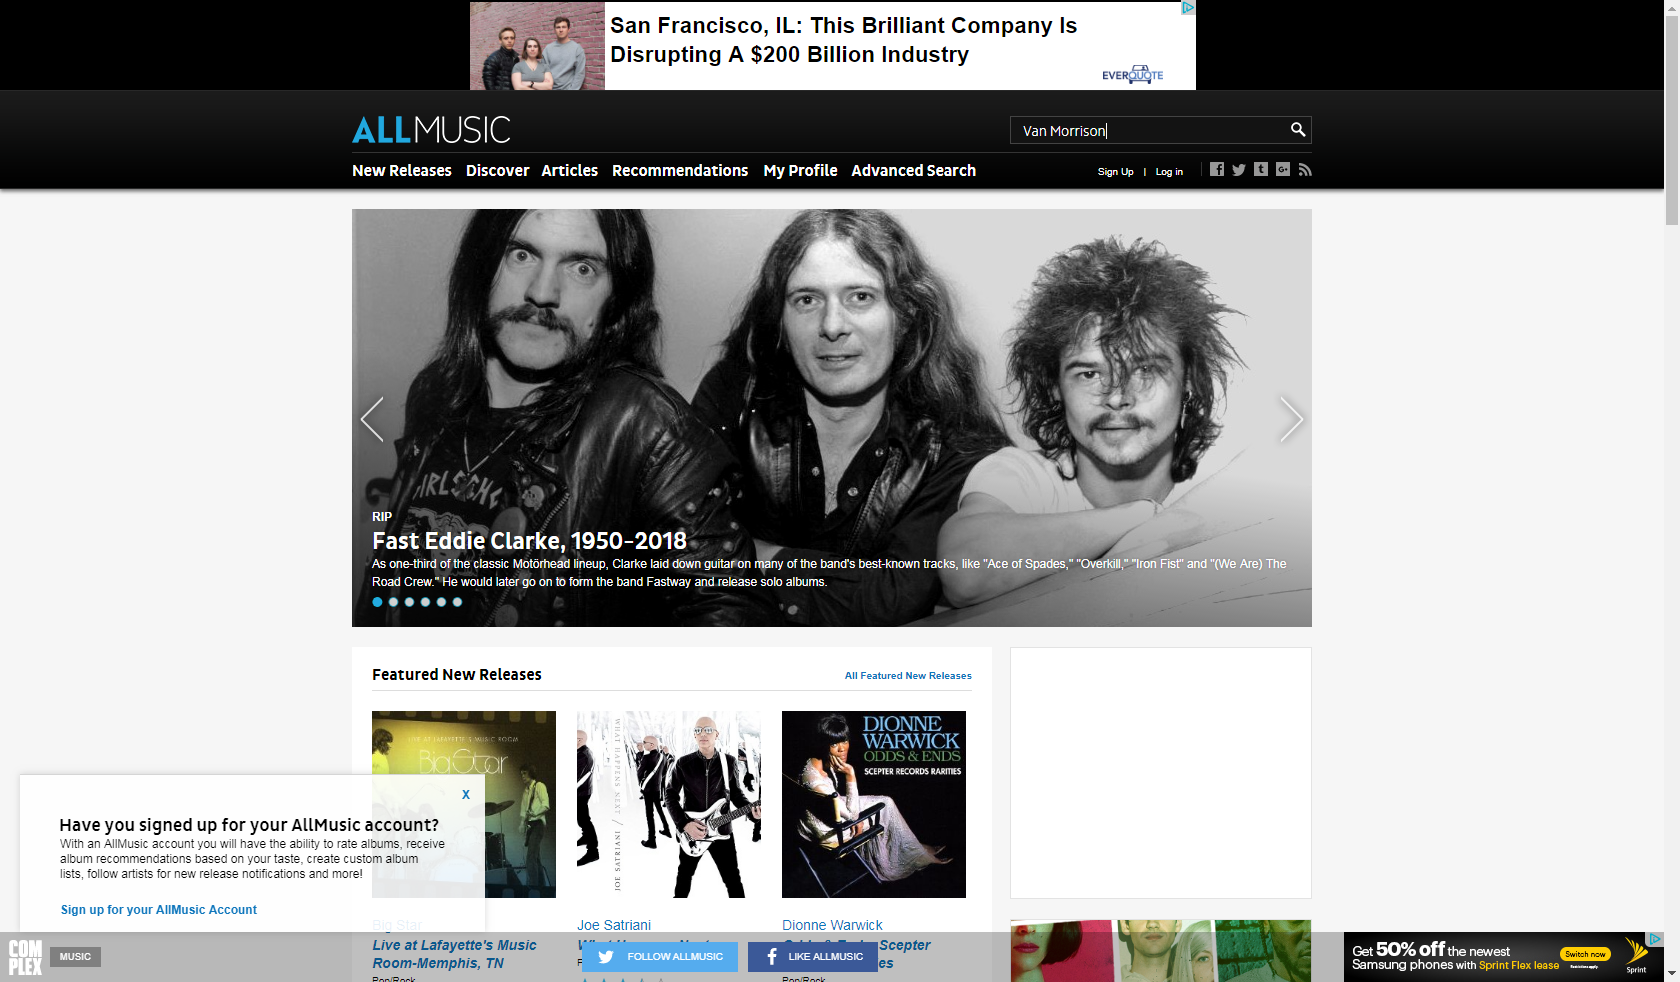 San Francisco, IL: This Brilliant Company Is
Disrupting A $200 Billion Industry
EVERQUOTE
ALLMUSIC
Van Morrison
New Releases Discover Articles Recommendations My Profile Advanced Search
Sign Up | Log in
RIP
Fast Eddie Clarke, 1950-2018
As one-third of the classic Motörhead lineup, Clarke laid down guitar on many of the band's best-known tracks, like "Ace of Spades," "Overkill," "Iron Fist" and "(We Are) The
Road Crew." He would later go on to form the band Fastway and release solo albums.
Featured New Releases
All Featured New Releases
LIVE AT LAFAYETTE'S MUSIC ROOM
Big Star
WHAT HAPPENS NEXT / JOE SATRIANI
DIONNE
WARWICK
ODDS & ENDS
SCEPTER RECORDS RARITIES
X
Have you signed up for your AllMusic account?
With an AllMusic account you will have the ability to rate albums, receive
album recommendations based on your taste, create custom album
lists, follow artists for new release notifications and more!
Sign up for your AllMusic Account
Big Star
Live at Lafayette's Music
Room-Memphis, TN
Pop/Rock
Joe Satriani
Dionne Warwick
Scepter
Pop/Rock
COM
PLEX
MUSIC
FOLLOW ALLMUSIC
LIKE ALLMUSIC
Get 50% off the newest
Samsung phones with Sprint Flex lease
Switch now
Restrictions apply
Sprint